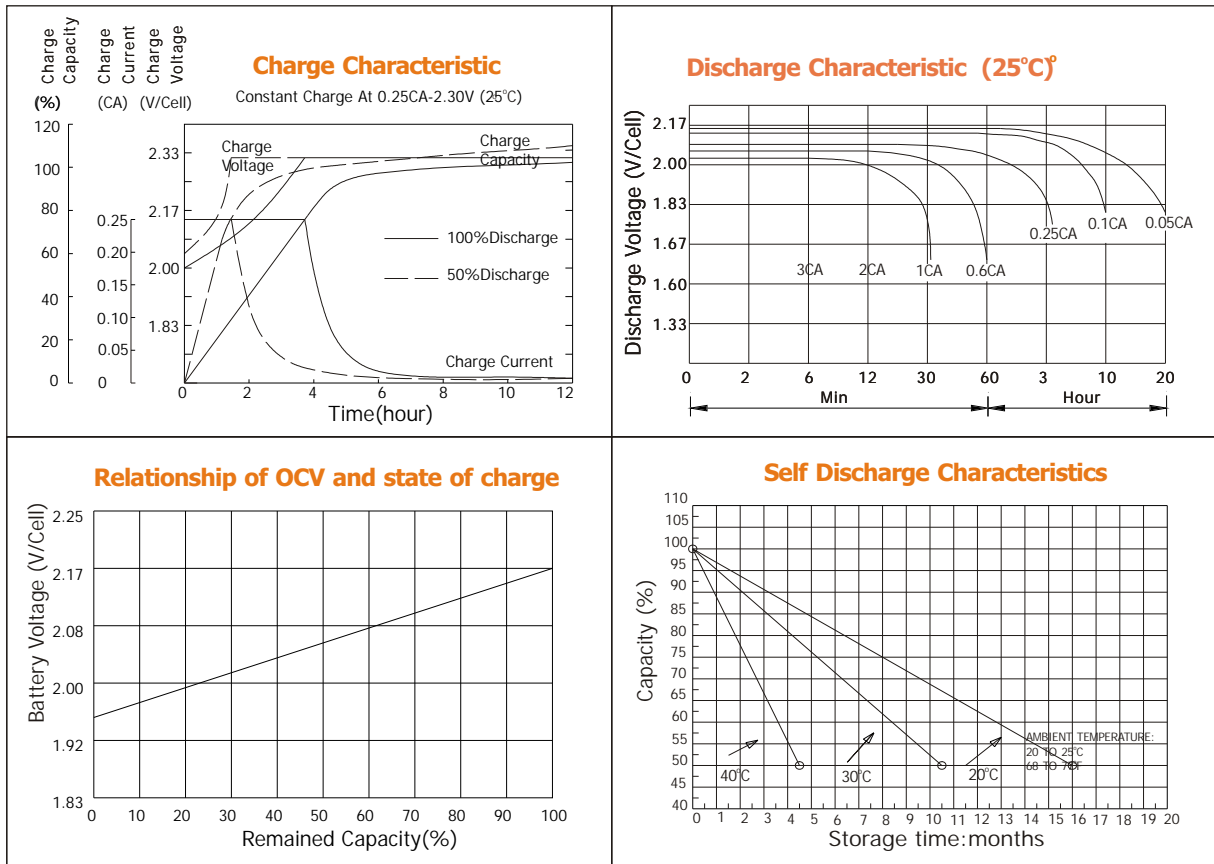 Charge Capacity
Charge Current
Charge Voltage
(%)
(CA)
(V/Cell)
Charge Characteristic
Constant Charge At 0.25CA-2.30V (25°C)
120
100
80
60
40
20
0
0.25
0.20
0.15
0.10
0.05
0
2.33
2.17
2.00
1.83
Charge Voltage
Charge Capacity
100%Discharge
50%Discharge
Charge Current
0 2 4 6 8 10 12
Time(hour)
Discharge Characteristic (25°C)°
Discharge Voltage (V/Cell)
2.17
2.00
1.83
1.67
1.60
1.33
3CA 2CA 1CA 0.6CA 0.25CA 0.1CA 0.05CA
0 2 6 12 30 60 3 10 20
Min Hour
Relationship of OCV and state of charge
Battery Voltage (V/Cell)
2.25
2.17
2.08
2.00
1.92
1.83
0 10 20 30 40 50 60 70 80 90 100
Remained Capacity(%)
Self Discharge Characteristics
Capacity (%)
110
100
95
90
85
80
75
70
65
60
55
50
45
40
40°C
30°C
20°C
AMBIENT TEMPERATURE:
20 TO 25°C
68 TO
0 1 2 3 4 5 6 7 8 9 10 11 12 13 14 15 16 17 18 19 20
Storage time:months